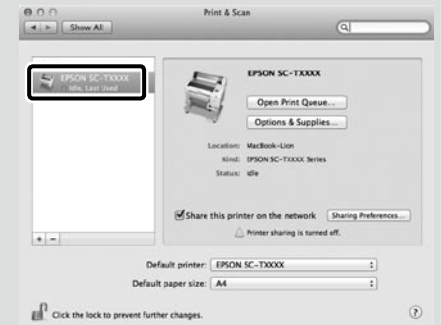 Print & Scan
Show All
EPSON SC-TXXXX
Idle, Last Used
EPSON SC-TXXXX
Open Print Queue...
Options & Supplies...
Location: MacBook-Lion
Kind: EPSON SC-TXXXX Series
Status: Idle
Share this printer on the network
Sharing Preferences...
Printer sharing is turned off.
+ -
Default printer: EPSON SC-TXXXX
Default paper size: A4
Click the lock to prevent further changes.
?